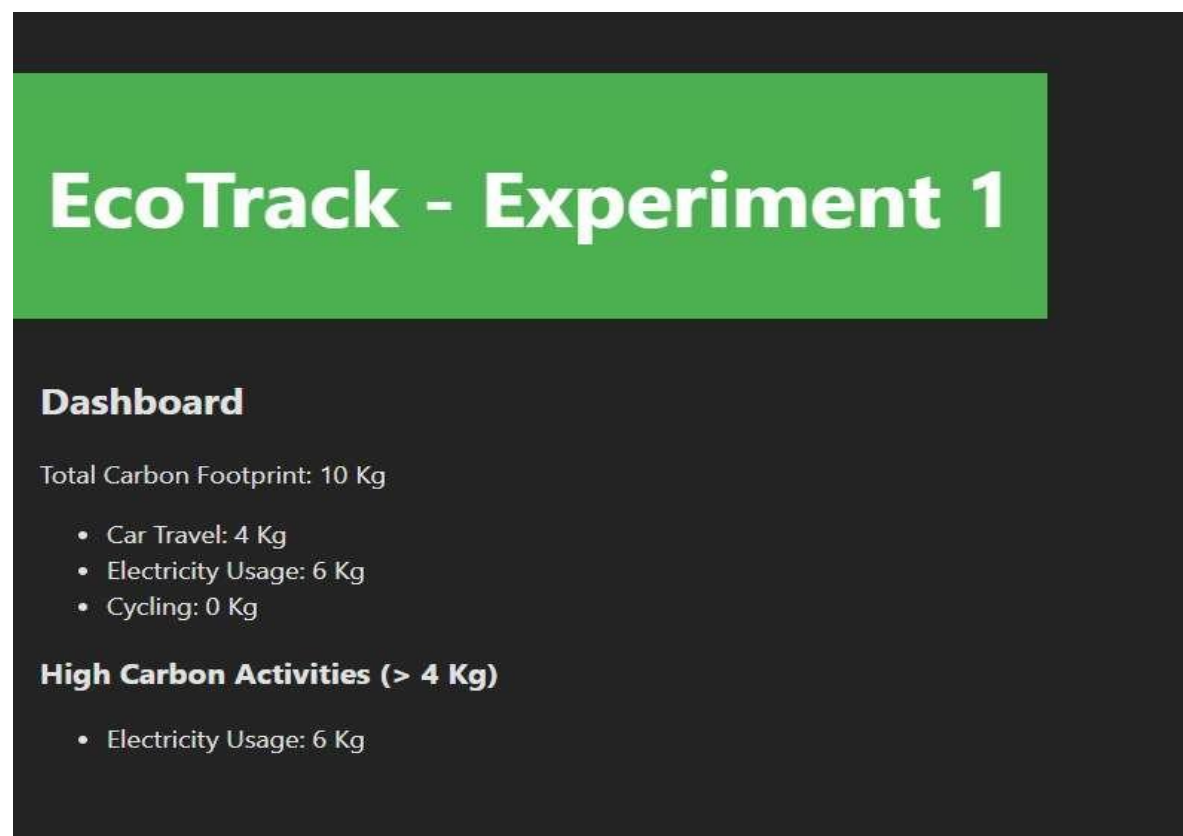 EcoTrack - Experiment 1
Dashboard
Total Carbon Footprint: 10 Kg
• Car Travel: 4 Kg
• Electricity Usage: 6 Kg
• Cycling: 0 Kg
High Carbon Activities (> 4 Kg)
• Electricity Usage: 6 Kg